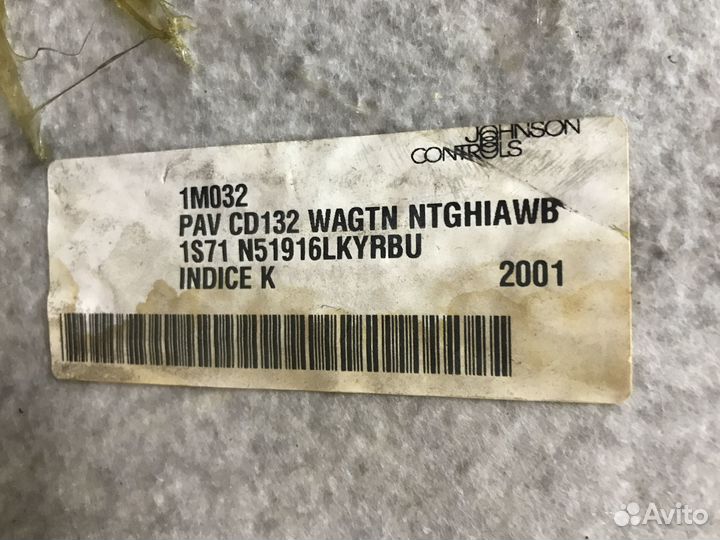 JOHNSON
CONTROLS
1M032
PAV CD132 WAGTN NTGHIAWB
1S71 N51916LKYRBU
INDICE K 2001
Avito